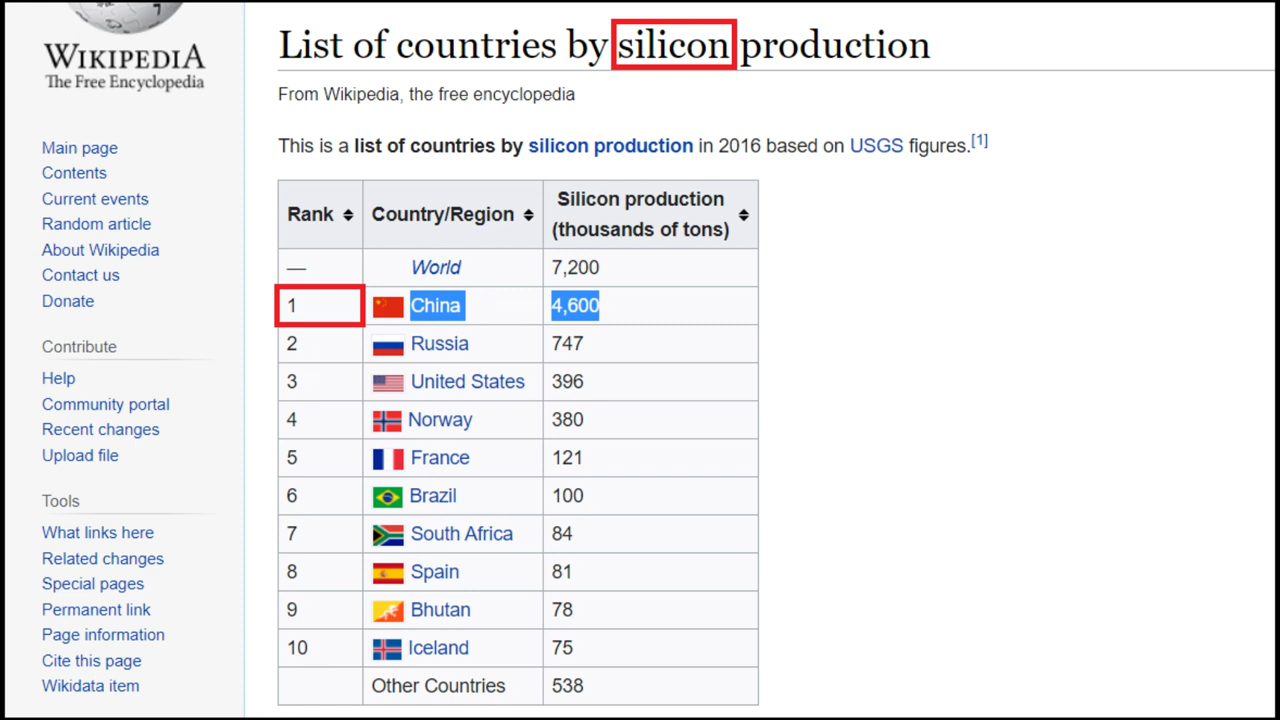 WIKIPEDIA
The Free Encyclopedia
Main page
Contents
Current events
Random article
About Wikipedia
Contact us
Donate
Contribute
Help
Community portal
Recent changes
Upload file
Tools
What links here
Related changes
Special pages
Permanent link
Page information
Cite this page
Wikidata item
List of countries by silicon production
From Wikipedia, the free encyclopedia
This is a list of countries by silicon production in 2016 based on USGS figures.[1]
Rank Country/Region Silicon production
(thousands of tons)
— World 7,200
1 China 4,600
2 Russia 747
3 United States 396
4 Norway 380
5 France 121
6 Brazil 100
7 South Africa 84
8 Spain 81
9 Bhutan 78
10 Iceland 75
Other Countries 538